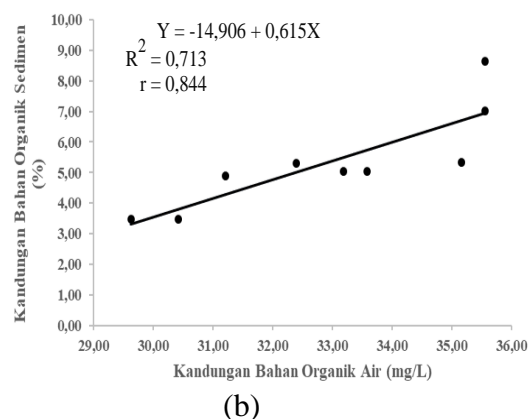 Y = -14,906 + 0,615X
R² = 0,713
r = 0,844
Kandungan Bahan Organik Sedimen
(%)
10,00
9,00
8,00
7,00
6,00
5,00
4,00
3,00
2,00
1,00
0,00
29,00 30,00 31,00 32,00 33,00 34,00 35,00 36,00
Kandungan Bahan Organik Air (mg/L)
(b)